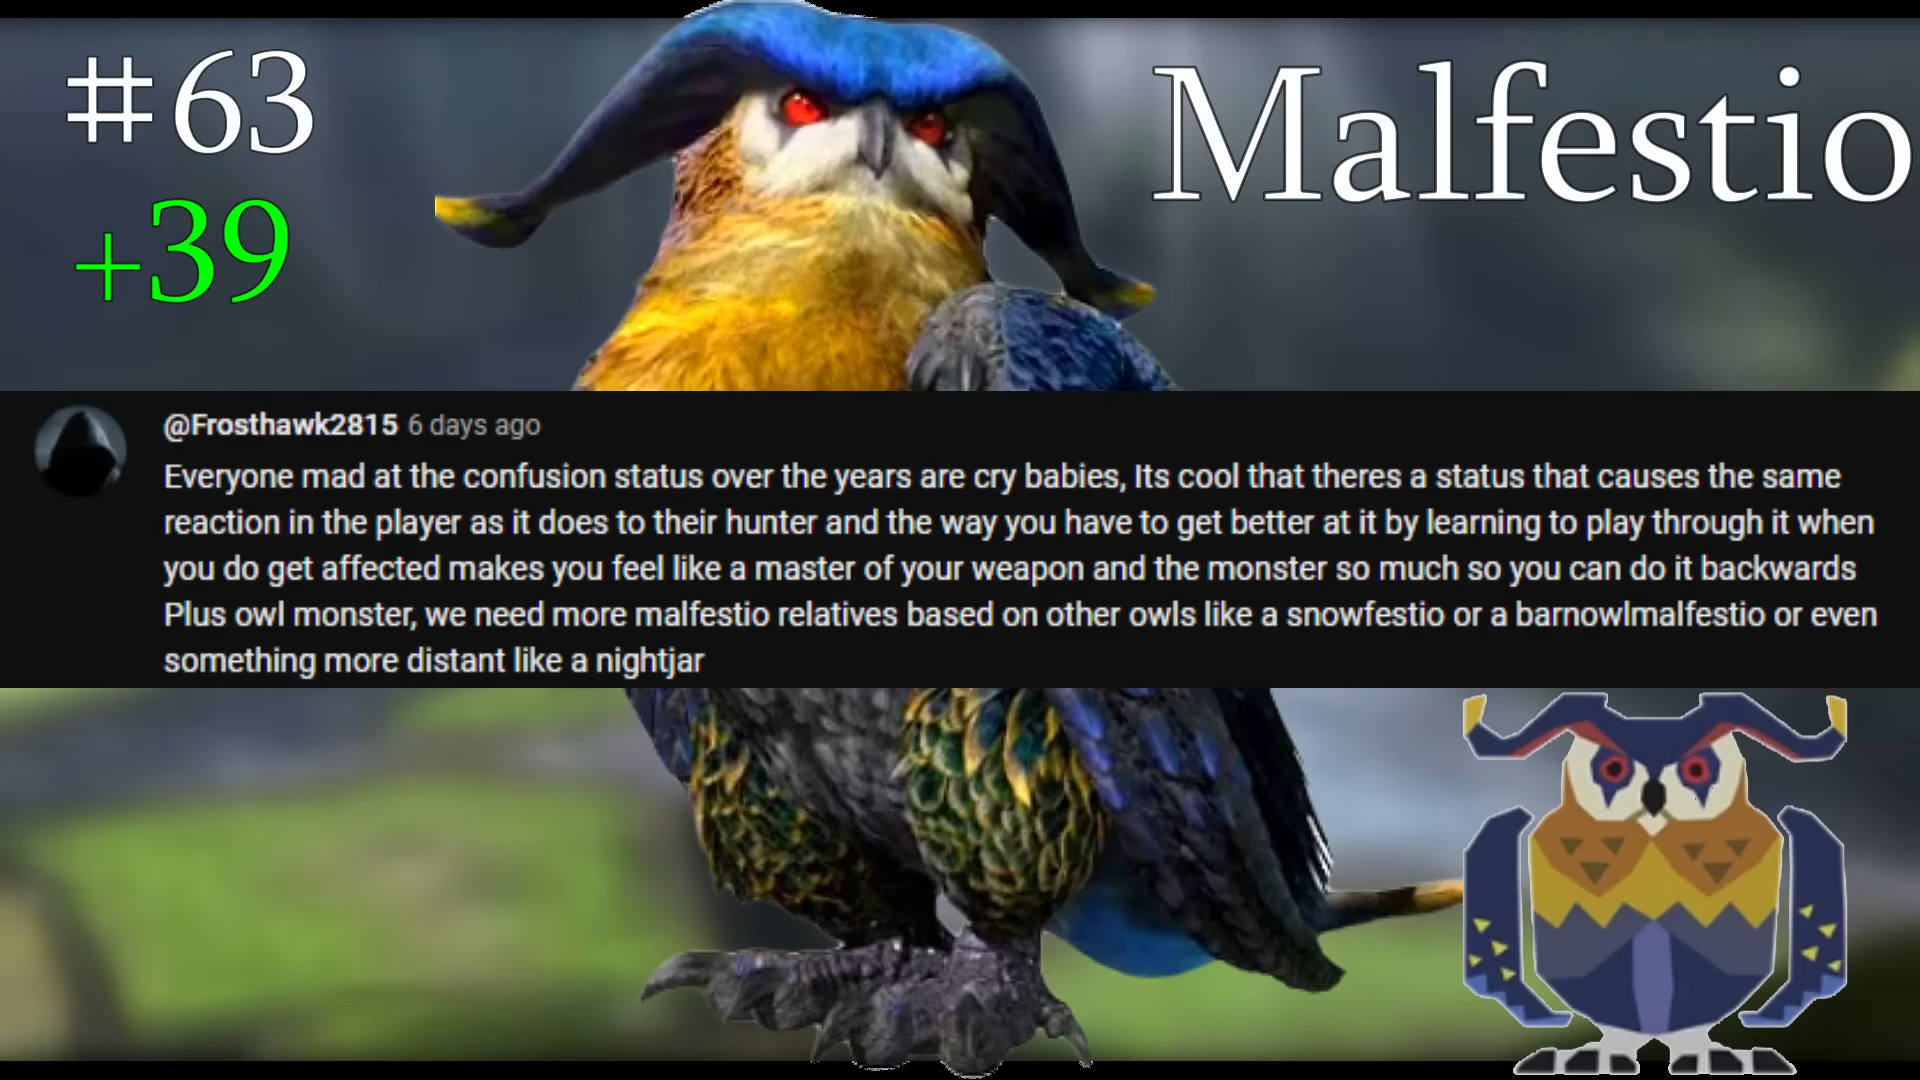 #63
+39
Malfestio
@Frosthawk2815 6 days ago
Everyone mad at the confusion status over the years are cry babies, Its cool that theres a status that causes the same
reaction in the player as it does to their hunter and the way you have to get better at it by learning to play through it when
you do get affected makes you feel like a master of your weapon and the monster so much so you can do it backwards
Plus owl monster, we need more malfestio relatives based on other owls like a snowfestio or a barnowlmalfestio or even
something more distant like a nightjar